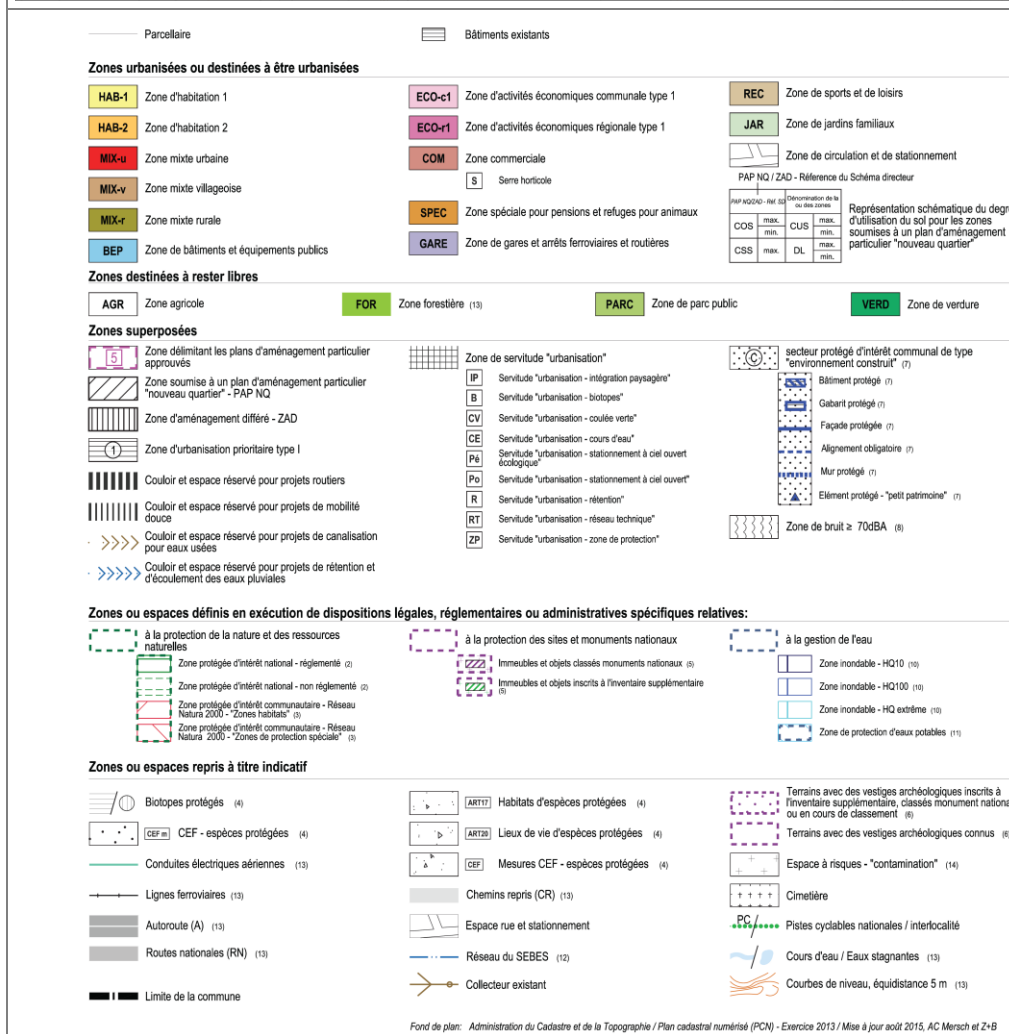 Parcellaire
Bâtiments existants
Zones urbanisées ou destinées à être urbanisées
HAB-1 Zone d'habitation 1
HAB-2 Zone d'habitation 2
MIX-u Zone mixte urbaine
MIX-v Zone mixte villageoise
MIX-r Zone mixte rurale
BEP Zone de bâtiments et équipements publics
ECO-c1 Zone d'activités économiques communale type 1
ECO-r1 Zone d'activités économiques régionale type 1
COM Zone commerciale
S Serre horticole
SPEC Zone spéciale pour pensions et refuges pour animaux
GARE Zone de gares et arrêts ferroviaires et routières
REC Zone de sports et de loisirs
JAR Zone de jardins familiaux
Zone de circulation et de stationnement
PAP NQ / ZAD - Réference du Schéma directeur
PAP NQ/ZAD - Réf. SD Dénomination de la
ou des zones
COS max. CUS max.
min. min.
CSS max. DL max.
min.
Représentation schématique du degr
d'utilisation du sol pour les zones
soumises à un plan d'aménagement
particulier "nouveau quartier"
Zones destinées à rester libres
AGR Zone agricole
FOR Zone forestière (13)
PARC Zone de parc public
VERD Zone de verdure
Zones superposées
5 Zone délimitant les plans d'aménagement particulier
approuvés
Zone soumise à un plan d'aménagement particulier
"nouveau quartier" - PAP NQ
Zone d'aménagement différé - ZAD
1 Zone d'urbanisation prioritaire type I
Couloir et espace réservé pour projets routiers
Couloir et espace réservé pour projets de mobilité
douce
Couloir et espace réservé pour projets de canalisation
pour eaux usées
Couloir et espace réservé pour projets de rétention et
d'écoulement des eaux pluviales
Zone de servitude "urbanisation"
IP Servitude "urbanisation - intégration paysagère"
B Servitude "urbanisation - biotopes"
CV Servitude "urbanisation - coulée verte"
CE Servitude "urbanisation - cours d'eau"
Pé Servitude "urbanisation - stationnement à ciel ouvert
écologique"
Po Servitude "urbanisation - stationnement à ciel ouvert"
R Servitude "urbanisation - rétention"
RT Servitude "urbanisation - réseau technique"
ZP Servitude "urbanisation - zone de protection"
C secteur protégé d'intérêt communal de type
"environnement construit" (7)
Bâtiment protégé (7)
Gabarit protégé (7)
Façade protégée (7)
Alignement obligatoire (7)
Mur protégé (7)
Elément protégé - "petit patrimoine" (7)
Zone de bruit ≥ 70dBA (8)
Zones ou espaces définis en exécution de dispositions légales, réglementaires ou administratives spécifiques relatives:
à la protection de la nature et des ressources
naturelles
Zone protégée d'intérêt national - réglementé (2)
Zone protégée d'intérêt national - non réglementé (2)
Zone protégée d'intérêt communautaire - Réseau
Natura 2000 - "Zones habitats" (3)
Zone protégée d'intérêt communautaire - Réseau
Natura 2000 - "Zones de protection spéciale" (3)
à la protection des sites et monuments nationaux
Immeubles et objets classés monuments nationaux (5)
Immeubles et objets inscrits à l'inventaire supplémentaire
(5)
à la gestion de l'eau
Zone inondable - HQ10 (10)
Zone inondable - HQ100 (10)
Zone inondable - HQ extrême (10)
Zone de protection d'eaux potables (11)
Zones ou espaces repris à titre indicatif
Biotopes protégés (4)
CEF m CEF - espèces protégées (4)
Conduites électriques aériennes (13)
Lignes ferroviaires (13)
Autoroute (A) (13)
Routes nationales (RN) (13)
Limite de la commune
ART17 Habitats d'espèces protégées (4)
ART20 Lieux de vie d'espèces protégées (4)
CEF Mesures CEF - espèces protégées (4)
Chemins repris (CR) (13)
Espace rue et stationnement
Réseau du SEBES (12)
Collecteur existant
Terrains avec des vestiges archéologiques inscrits à
l'inventaire supplémentaire, classés monument nationa
ou en cours de classement (6)
Terrains avec des vestiges archéologiques connus (6
Espace à risques - "contamination" (14)
Cimetière
PC Pistes cyclables nationales / interlocalité
Cours d'eau / Eaux stagnantes (13)
Courbes de niveau, équidistance 5 m (13)
Fond de plan: Administration du Cadastre et de la Topographie / Plan cadastral numérisé (PCN) - Exercice 2013 / Mise à jour août 2015, AC Mersch et Z+B